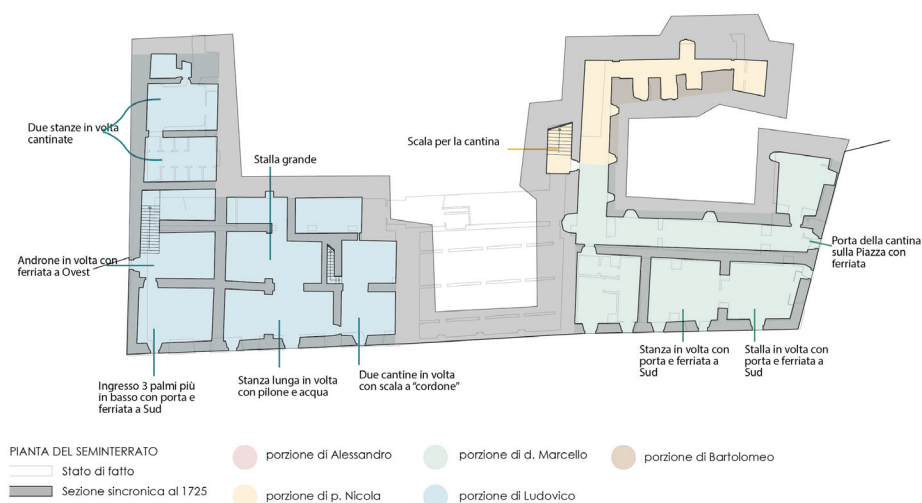 Due stanze in volta
cantinate
Stalla grande
Scala per la cantina
Androne in volta con
ferriata a Ovest
Porta della cantina
sulla Piazza con
ferriata
Ingresso 3 palmi più
in basso con porta e
ferriata a Sud
Stanza lunga in volta
con pilone e acqua
Due cantine in volta
con scala a "cordone"
Stanza in volta con
porta e ferriata a
Sud
Stalla in volta con
porta e ferriata a
Sud
PIANTA DEL SEMINTERRATO
Stato di fatto
Sezione sincronica al 1725
porzione di Alessandro
porzione di d. Marcello
porzione di Bartolomeo
porzione di p. Nicola
porzione di Ludovico